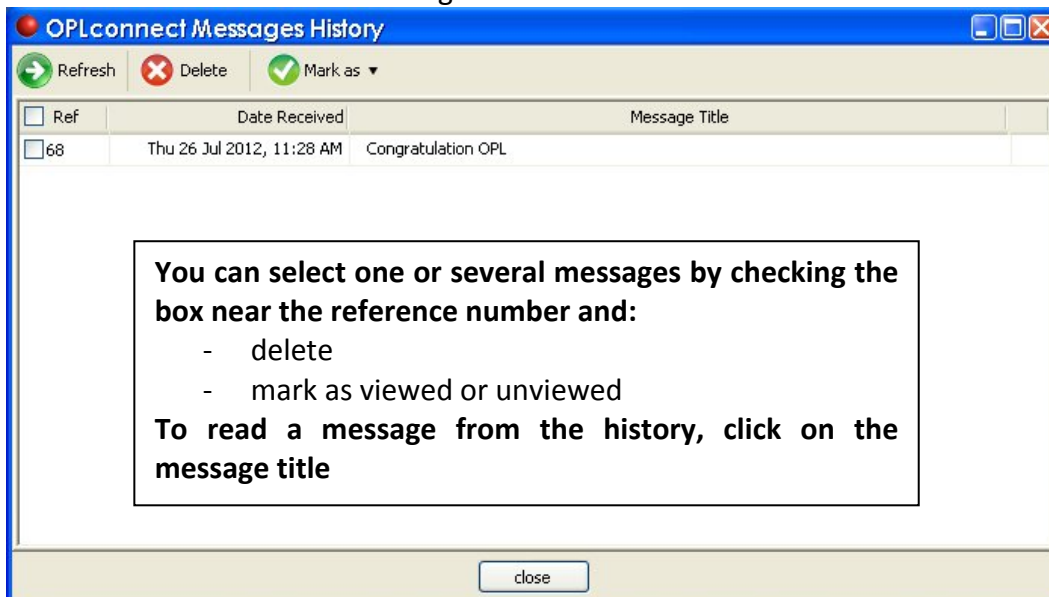 OPLconnect Messages History
Refresh Delete Mark as ▼
Ref Date Received Message Title
68 Thu 26 Jul 2012, 11:28 AM Congratulation OPL
You can select one or several messages by checking the
box near the reference number and:
- delete
- mark as viewed or unviewed
To read a message from the history, click on the
message title
close